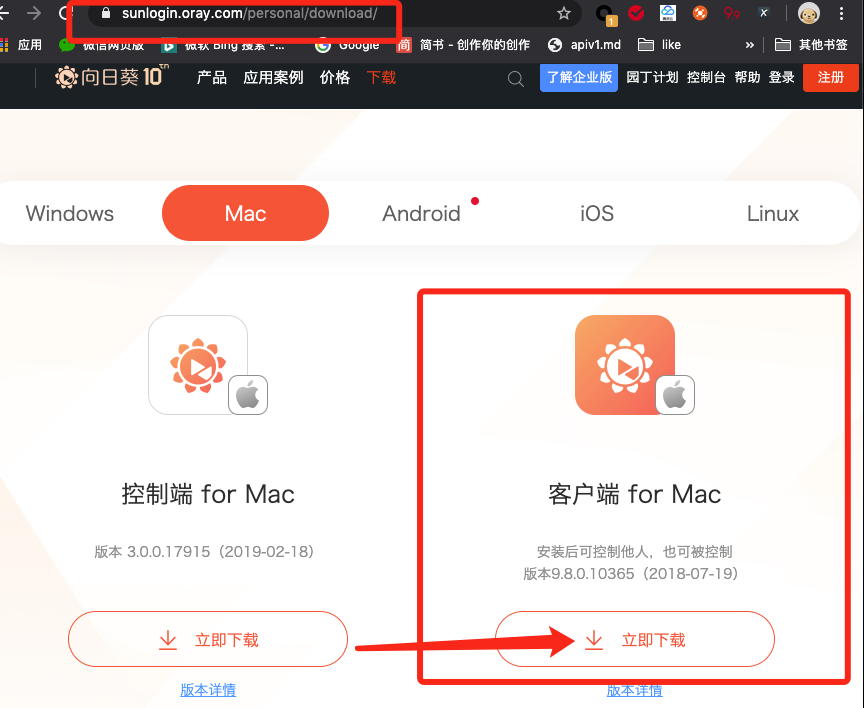 sunlogin.oray.com/personal/download/
1
应用
微信网页版
微软 Bing 搜索 -...
Google
简
简书 - 创作你的创作
apiv1.md
like
»
其他书签
向日葵10th
产品
应用案例
价格
下载
了解企业版
园丁计划
控制台
帮助
登录
注册
Windows
Mac
Android
iOS
Linux
控制端 for Mac
版本 3.0.0.17915（2019-02-18）
立即下载
版本详情
客户端 for Mac
安装后可控制他人，也可被控制
版本9.8.0.10365（2018-07-19）
立即下载
版本详情